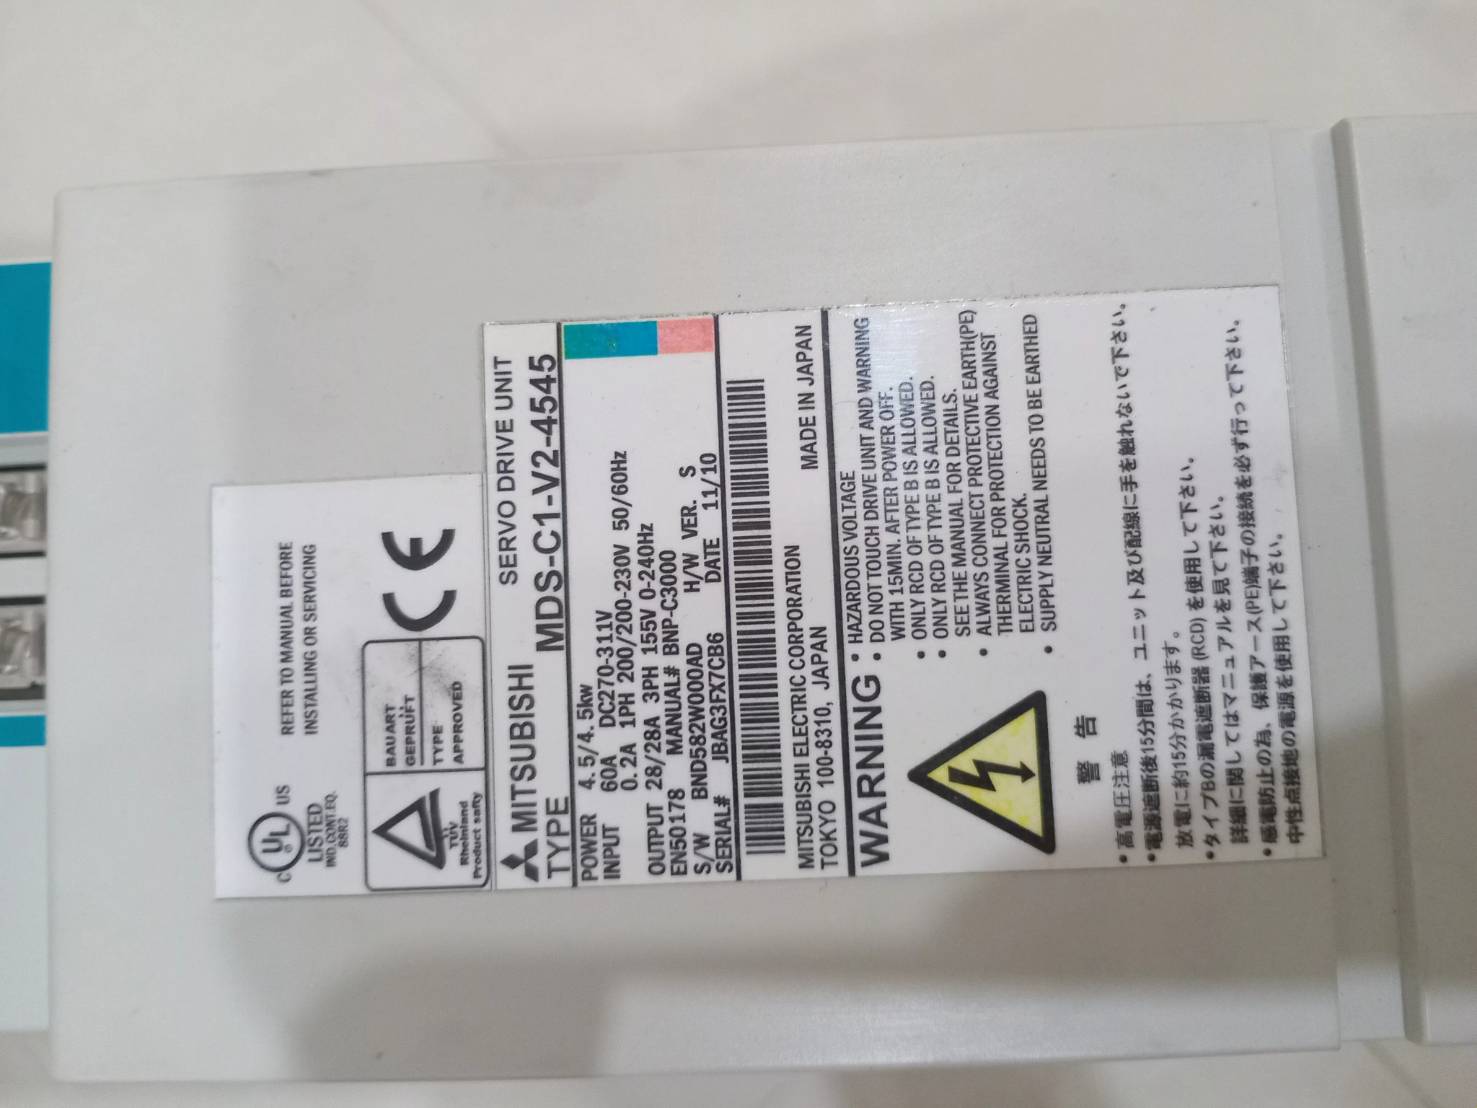 C UL US
LISTED
IND.CONT.EQ.
88R2
REFER TO MANUAL BEFORE
INSTALLING OR SERVICING
TÜV
Rheinland
Product safty
BAUART
GEPRÜFT
TYPE
APPROVED
CE
MITSUBISHI SERVO DRIVE UNIT
TYPE MDS-C1-V2-4545
POWER 4.5/4.5kw
INPUT 60A DC270-311V
0.2A 1PH 200/200-230V 50/60Hz
OUTPUT 28/28A 3PH 155V 0-240Hz
EN50178 MANUAL# BNP-C3000
S/W BND582W000AD H/W VER. S
SERIAL# JBAG3FX7CB6 DATE 11/10
MITSUBISHI ELECTRIC CORPORATION
TOKYO 100-8310, JAPAN MADE IN JAPAN
WARNING
• HAZARDOUS VOLTAGE
• DO NOT TOUCH DRIVE UNIT AND WARNING
WITH 15MIN. AFTER POWER OFF.
• ONLY RCD OF TYPE B IS ALLOWED.
• ONLY RCD OF TYPE B IS ALLOWED.
SEE THE MANUAL FOR DETAILS.
• ALWAYS CONNECT PROTECTIVE EARTH(PE)
THERMINAL FOR PROTECTION AGAINST
ELECTRIC SHOCK.
• SUPPLY NEUTRAL NEEDS TO BE EARTHED
警 告
•高電圧注意
•電源遮断後15分間は、ユニット及び配線に手を触れないで下さい。
放電に約15分かかります。
•タイプBの漏電遮断器(RCD)を使用して下さい。
詳細に関してはマニュアルを見て下さい。
•感電防止の為、保護アース(PE)端子の接続を必ず行って下さい。
中性点接地の電源を使用して下さい。